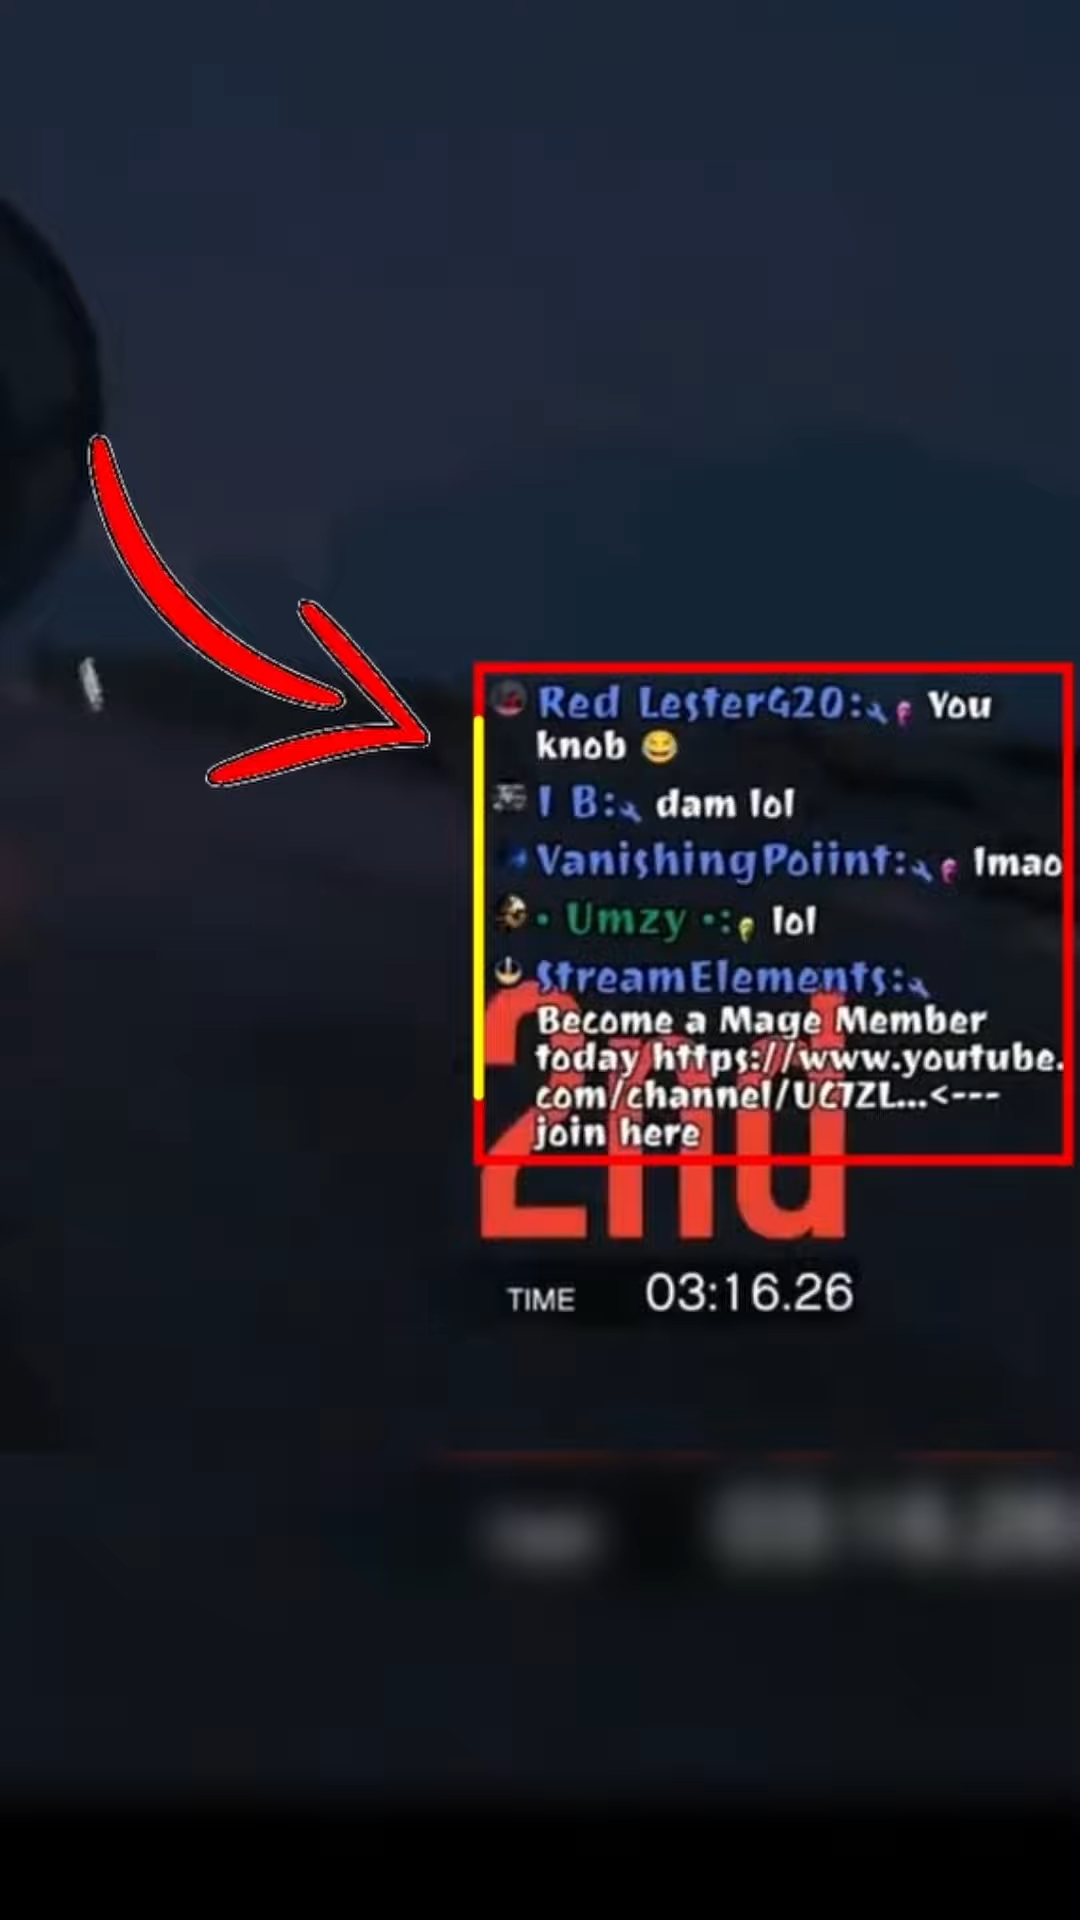 Red Lester420: You
knob 😂
I B: dam lol
VanishingPoiint: lmao
• Umzy •: lol
StreamElements:
Become a Mage Member
today https://www.youtube.
com/channel/UC7ZL...<---
join here
2nd
TIME 03:16.26